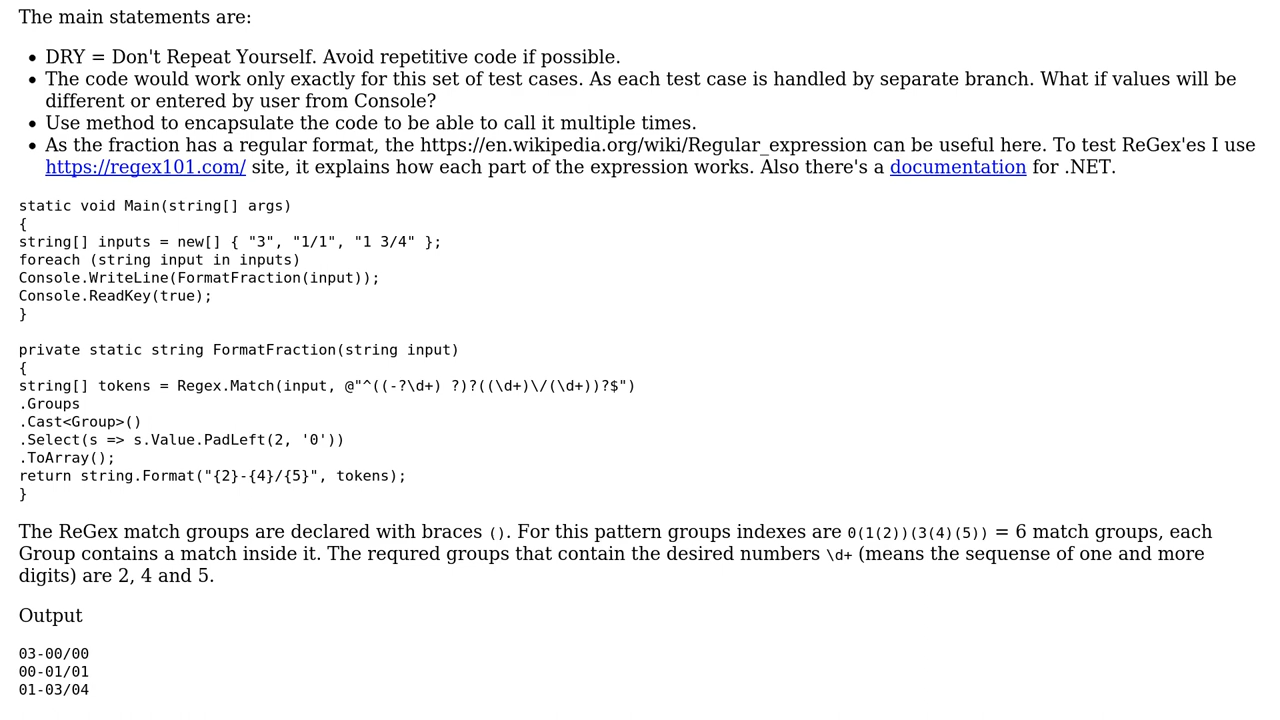 The main statements are:
• DRY = Don't Repeat Yourself. Avoid repetitive code if possible.
• The code would work only exactly for this set of test cases. As each test case is handled by separate branch. What if values will be
different or entered by user from Console?
• Use method to encapsulate the code to be able to call it multiple times.
• As the fraction has a regular format, the https://en.wikipedia.org/wiki/Regular_expression can be useful here. To test ReGex'es I use
https://regex101.com/ site, it explains how each part of the expression works. Also there's a documentation for .NET.
static void Main(string[] args)
{
string[] inputs = new[] { "3", "1/1", "1 3/4" };
foreach (string input in inputs)
Console.WriteLine(FormatFraction(input));
Console.ReadKey(true);
}
private static string FormatFraction(string input)
{
string[] tokens = Regex.Match(input, @"^((-?\d+) ?)?((\d+)\/(\d+))?$")
.Groups
.Cast<Group>()
.Select(s => s.Value.PadLeft(2, '0'))
.ToArray();
return string.Format("{2}-{4}/{5}", tokens);
}
The ReGex match groups are declared with braces (). For this pattern groups indexes are 0(1(2))(3(4)(5)) = 6 match groups, each
Group contains a match inside it. The requred groups that contain the desired numbers \d+ (means the sequense of one and more
digits) are 2, 4 and 5.
Output
03-00/00
00-01/01
01-03/04